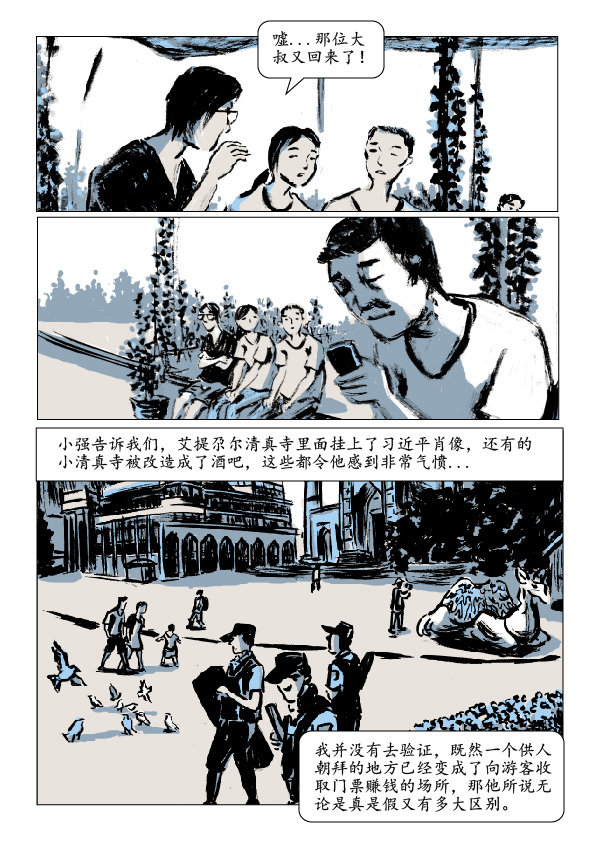 嘘...那位大
叔又回来了！
小强告诉我们，艾提尕尔清真寺里面挂上了习近平肖像，还有的
小清真寺被改造成了酒吧，这些都令他感到非常气愤...
我并没有去验证，既然一个供人
朝拜的地方已经变成了向游客收
取门票赚钱的场所，那他所说无
论是真是假又有多大区别。